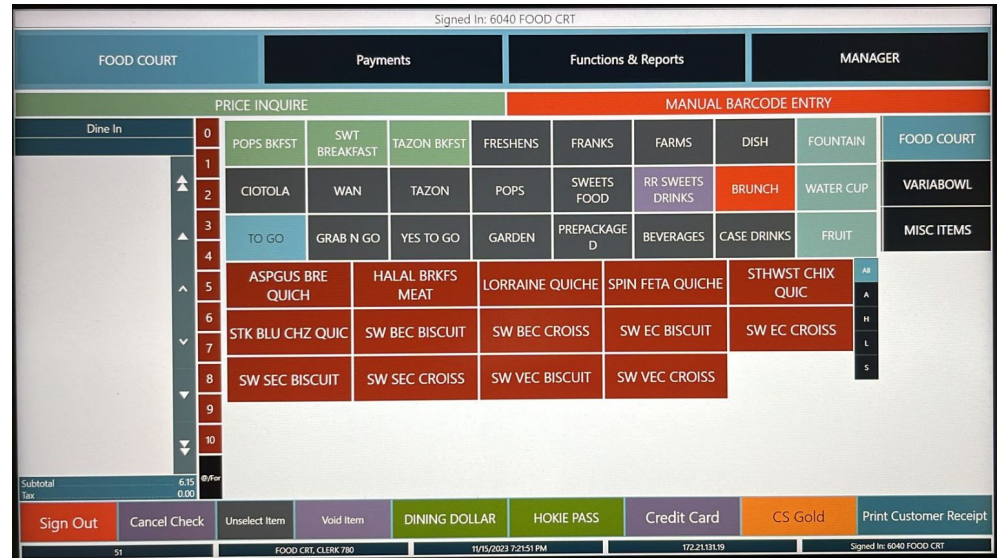 Signed In: 6040 FOOD CRT
FOOD COURT
Payments
Functions & Reports
MANAGER
PRICE INQUIRE
MANUAL BARCODE ENTRY
Dine In
0
1
2
3
4
5
6
7
8
9
10
@/For
POPS BKFST
SWT
BREAKFAST
TAZON BKFST
FRESHENS
FRANKS
FARMS
DISH
FOUNTAIN
CIOTOLA
WAN
TAZON
POPS
SWEETS
FOOD
RR SWEETS
DRINKS
BRUNCH
WATER CUP
TO GO
GRAB N GO
YES TO GO
GARDEN
PREPACKAGE
D
BEVERAGES
CASE DRINKS
FRUIT
FOOD COURT
VARIABOWL
MISC ITEMS
ASPGUS BRE
QUICH
HALAL BRKFS
MEAT
LORRAINE QUICHE
SPIN FETA QUICHE
STHWST CHIX
QUIC
STK BLU CHZ QUIC
SW BEC BISCUIT
SW BEC CROISS
SW EC BISCUIT
SW EC CROISS
SW SEC BISCUIT
SW SEC CROISS
SW VEC BISCUIT
SW VEC CROISS
All
A
H
L
S
Subtotal 6.15
Tax 0.00
Sign Out
Cancel Check
Unselect Item
Void Item
DINING DOLLAR
HOKIE PASS
Credit Card
CS Gold
Print Customer Receipt
51
FOOD CRT, CLERK 780
11/15/2023 7:21:51 PM
172.21.131.19
Signed In: 6040 FOOD CRT